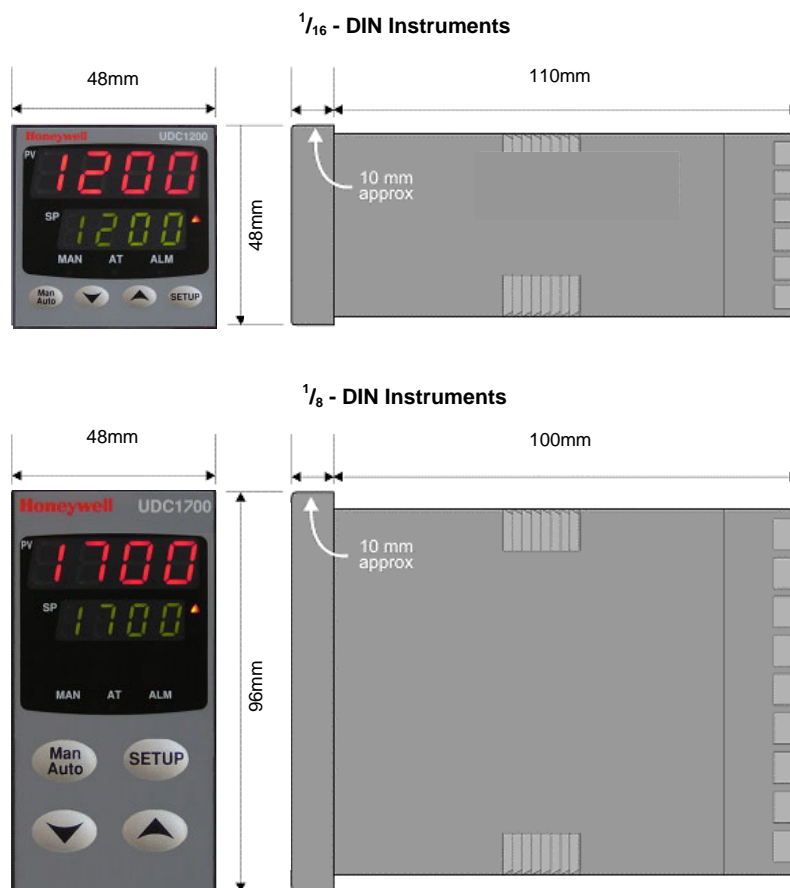 1/16 - DIN Instruments
48mm
110mm
Honeywell UDC1200
PV
1200
10 mm
approx
SP
1200
48mm
MAN AT ALM
Man
Auto
SETUP
1/8 - DIN Instruments
48mm
100mm
Honeywell UDC1700
PV
1700
10 mm
approx
SP
1700
96mm
MAN AT ALM
Man
Auto
SETUP